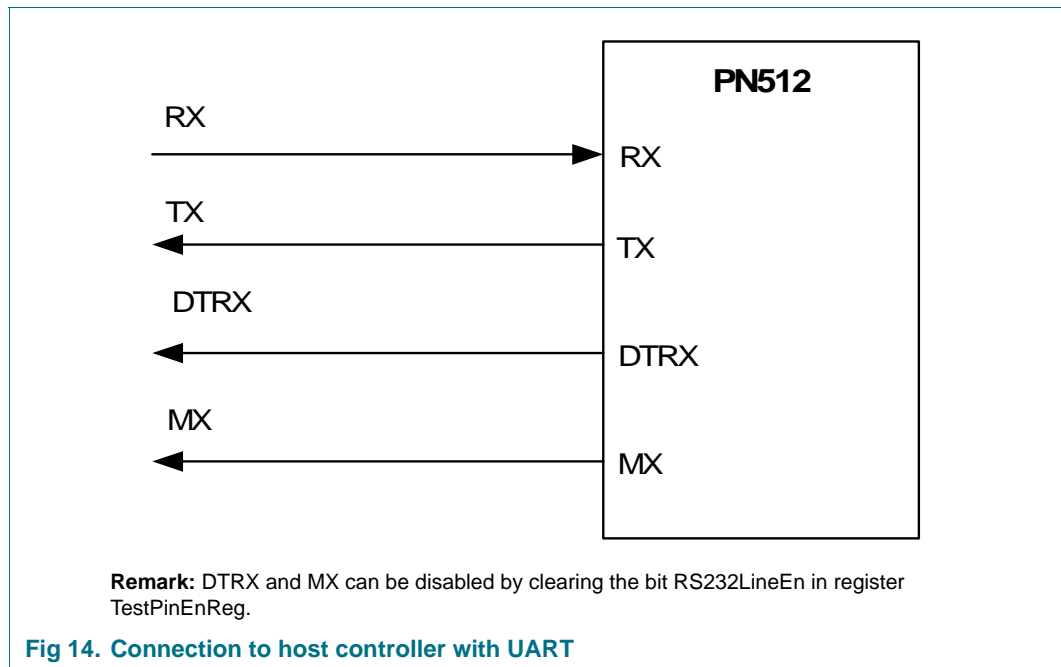 PN512
RX
RX
TX
TX
DTRX
DTRX
MX
MX
Remark: DTRX and MX can be disabled by clearing the bit RS232LineEn in register
TestPinEnReg.
Fig 14. Connection to host controller with UART